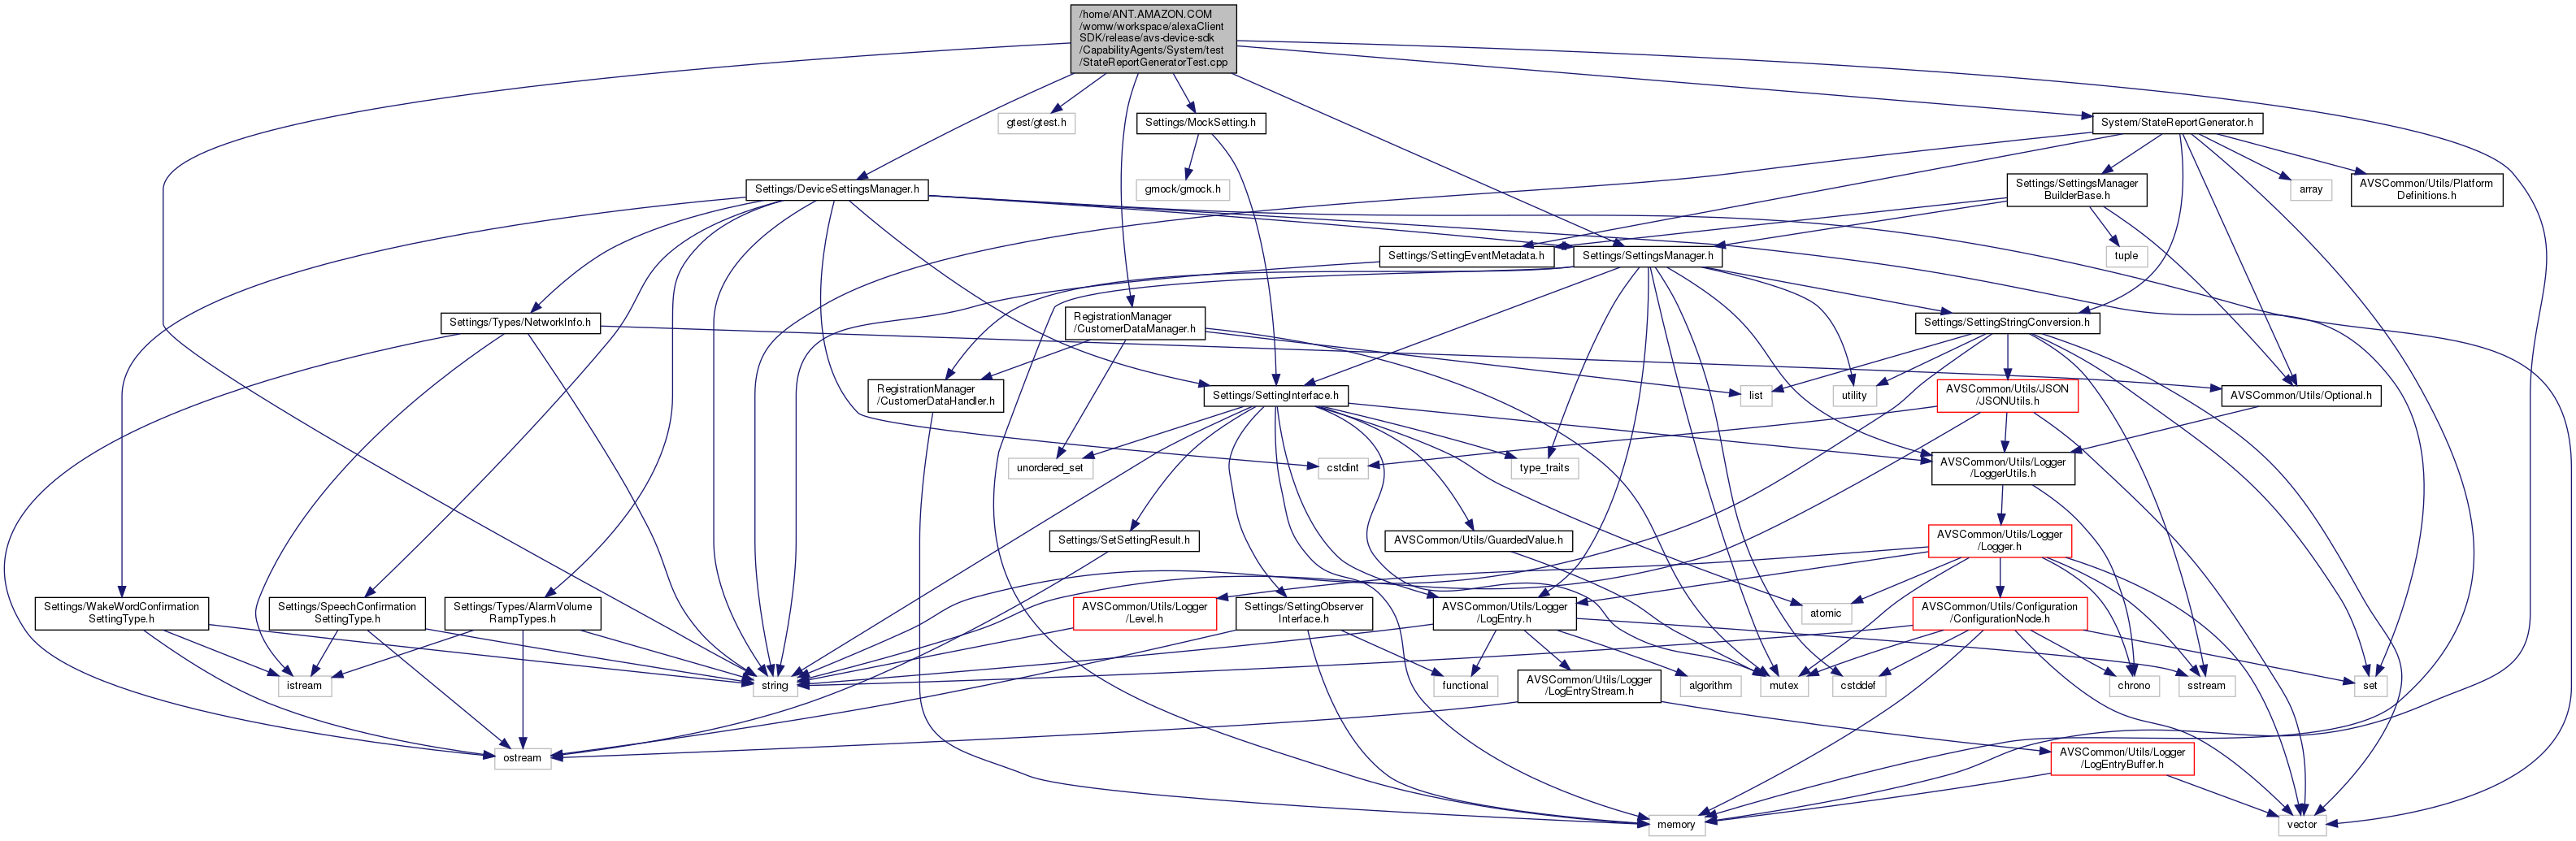 /home/ANT.AMAZON.COM
/womw/workspace/alexaClient
SDK/release/avs-device-sdk
/CapabilityAgents/System/test
/StateReportGeneratorTest.cpp
gtest/gtest.h
Settings/MockSetting.h
System/StateReportGenerator.h
Settings/DeviceSettingsManager.h
gmock/gmock.h
Settings/SettingsManager
BuilderBase.h
array
AVSCommon/Utils/Platform
Definitions.h
Settings/SettingEventMetadata.h
Settings/SettingsManager.h
tuple
Settings/Types/NetworkInfo.h
RegistrationManager
/CustomerDataManager.h
Settings/SettingStringConversion.h
RegistrationManager
/CustomerDataHandler.h
Settings/SettingInterface.h
list
utility
AVSCommon/Utils/JSON
/JSONUtils.h
AVSCommon/Utils/Optional.h
unordered_set
cstdint
type_traits
AVSCommon/Utils/Logger
/LoggerUtils.h
Settings/SetSettingResult.h
AVSCommon/Utils/GuardedValue.h
AVSCommon/Utils/Logger
/Logger.h
Settings/WakeWordConfirmation
SettingType.h
Settings/SpeechConfirmation
SettingType.h
Settings/Types/AlarmVolume
RampTypes.h
AVSCommon/Utils/Logger
/Level.h
Settings/SettingObserver
Interface.h
AVSCommon/Utils/Logger
/LogEntry.h
atomic
AVSCommon/Utils/Configuration
/ConfigurationNode.h
istream
string
functional
AVSCommon/Utils/Logger
/LogEntryStream.h
algorithm
mutex
cstddef
chrono
sstream
set
ostream
AVSCommon/Utils/Logger
/LogEntryBuffer.h
memory
vector